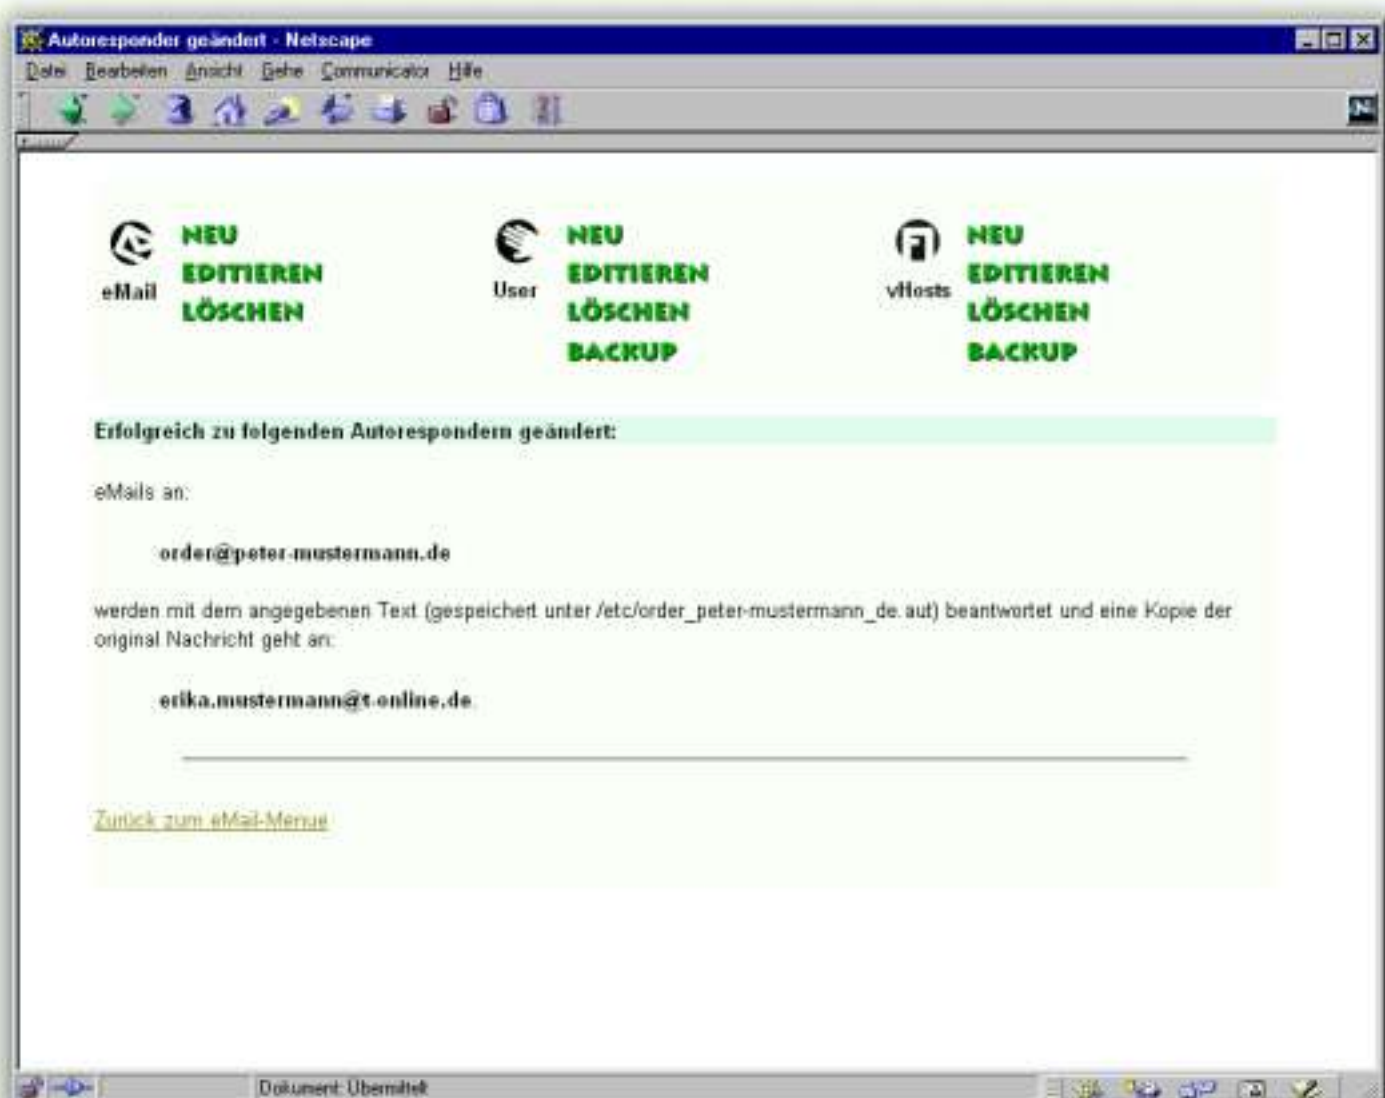 Autoresponder geändert - Netscape
Datei Bearbeiten Ansicht Gehe Communicator Hilfe
eMail
NEU
EDITIEREN
LÖSCHEN
User
NEU
EDITIEREN
LÖSCHEN
BACKUP
vHosts
NEU
EDITIEREN
LÖSCHEN
BACKUP
Erfolgreich zu folgenden Autorespondern geändert:
eMails an:
order@peter-mustermann.de
werden mit dem angegebenen Text (gespeichert unter /etc/order_peter-mustermann_de.aut) beantwortet und eine Kopie der
original Nachricht geht an:
erika.mustermann@t-online.de.
Zurück zum eMail-Menue
Dokument: Übermittelt